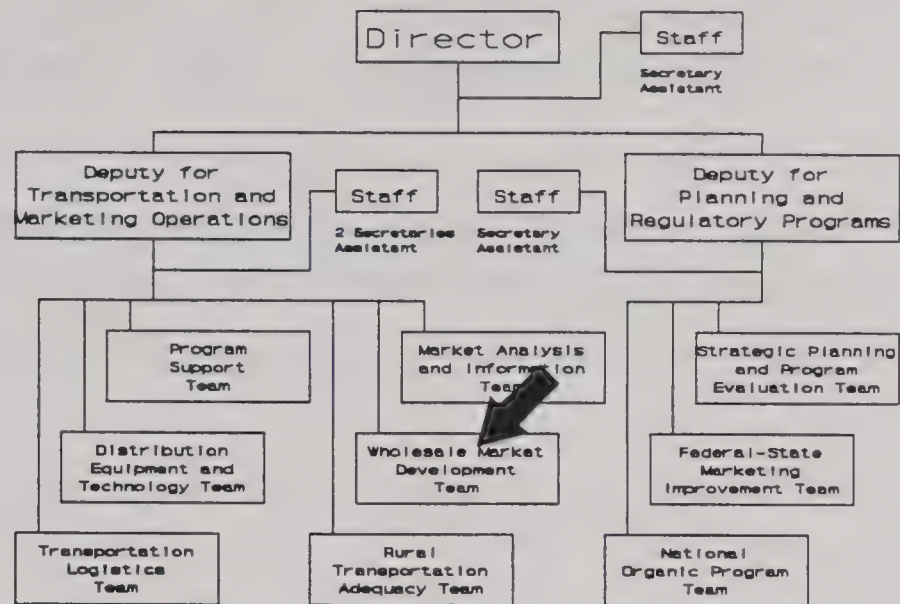 Director
Staff
Secretary
Assistant
Deputy for
Transportation and
Marketing Operations
Staff
2 Secretaries
Assistant
Staff
Secretary
Assistant
Deputy for
Planning and
Regulatory Programs
Program
Support
Team
Market Analysis
and Information
Team
Strategic Planning
and Program
Evaluation Team
Distribution
Equipment and
Technology Team
Wholesale Market
Development
Team
Federal-State
Marketing
Improvement Team
Transportation
Logistics
Team
Rural
Transportation
Adequacy Team
National
Organic Program
Team